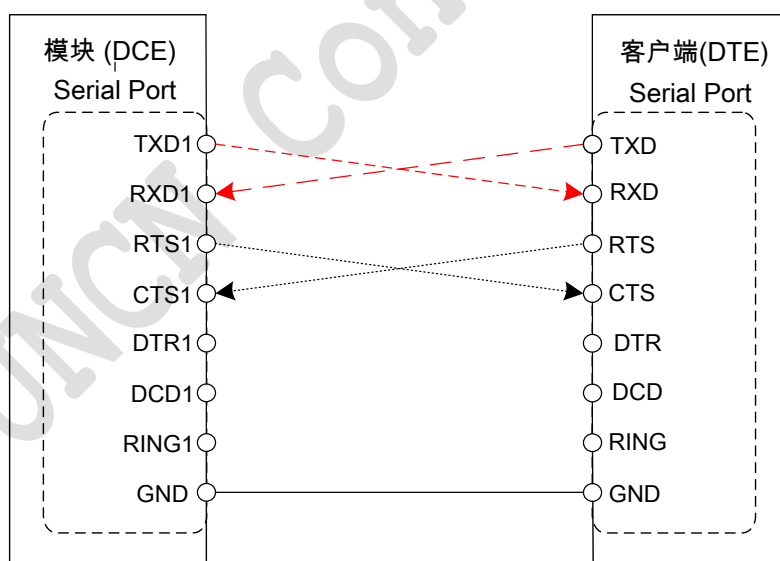 模块 (DCE)
Serial Port
TXD1
RXD1
RTS1
CTS1
DTR1
DCD1
RING1
GND
客户端(DTE)
Serial Port
TXD
RXD
RTS
CTS
DTR
DCD
RING
GND